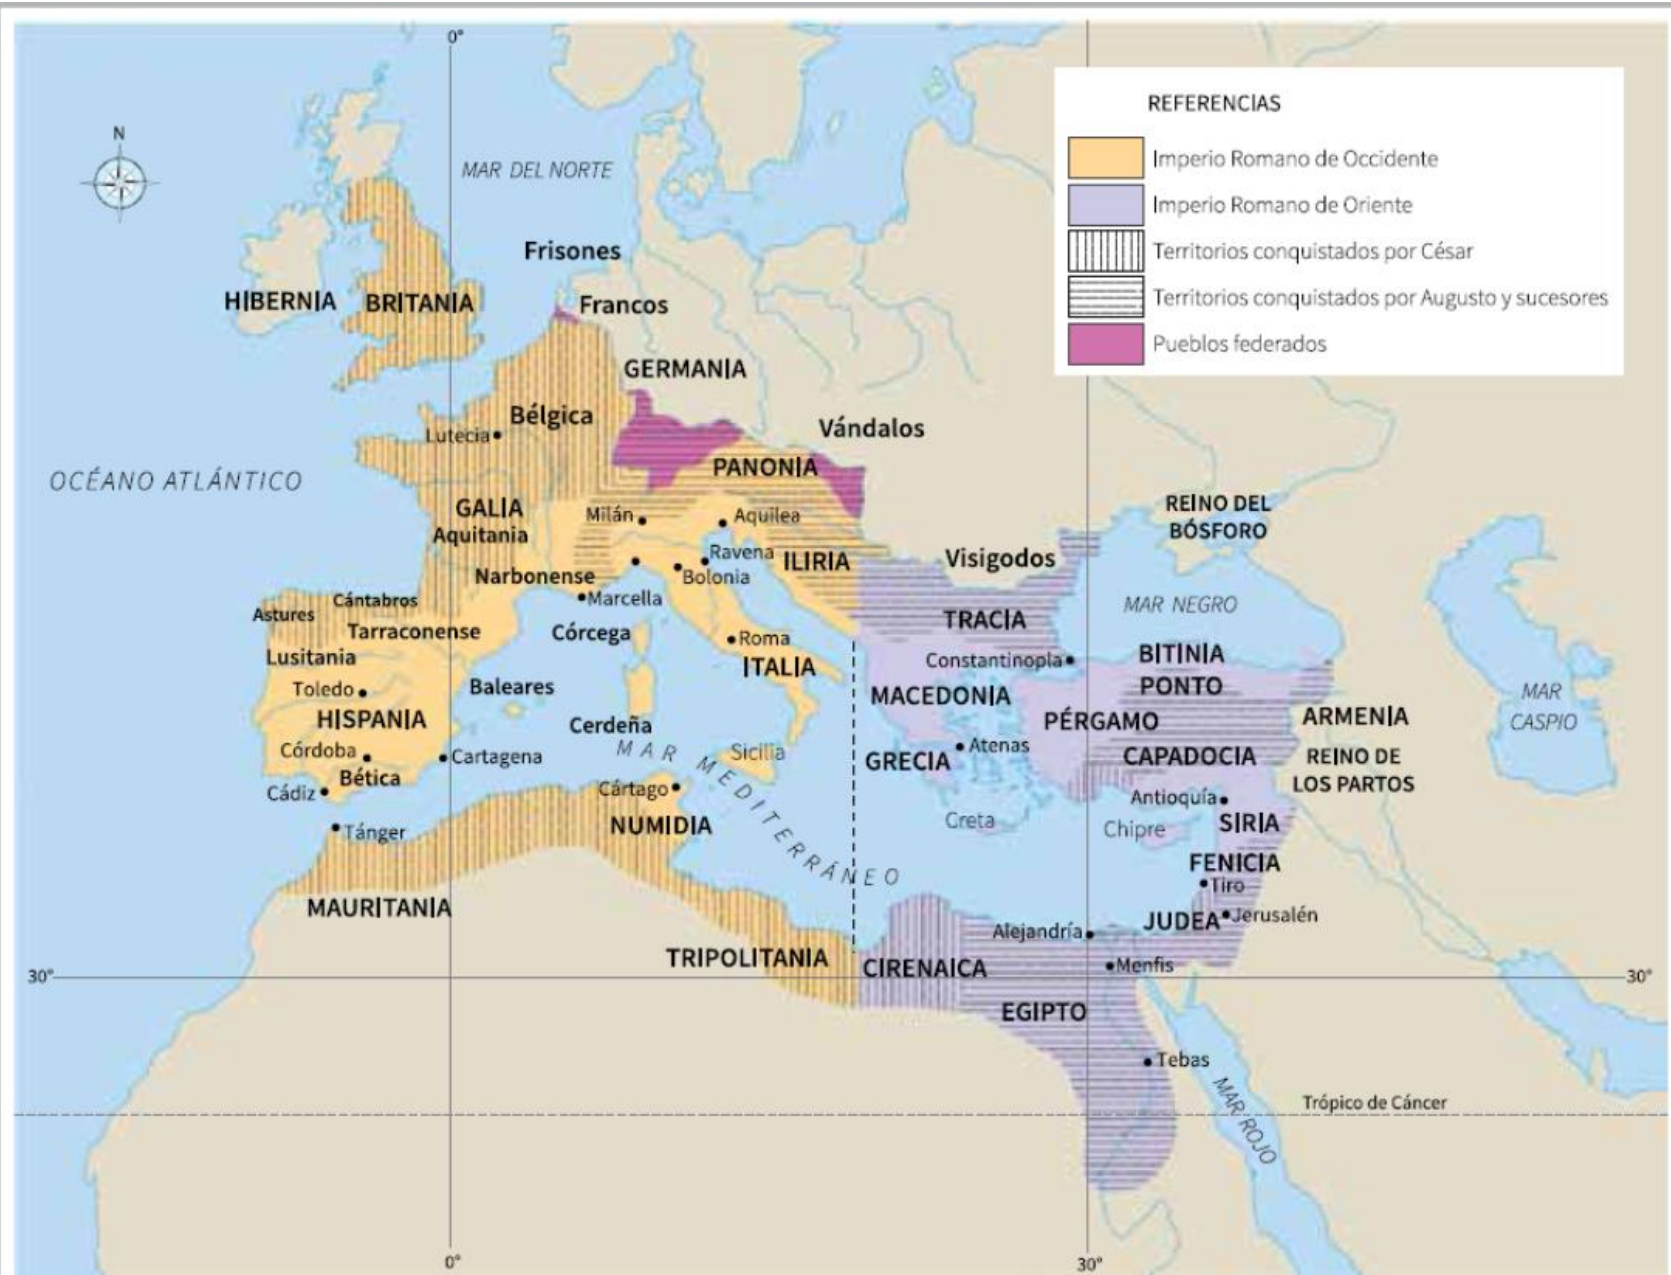 0°
REFERENCIAS
Imperio Romano de Occidente
Imperio Romano de Oriente
Territorios conquistados por César
Territorios conquistados por Augusto y sucesores
Pueblos federados
N
MAR DEL NORTE
Frisones
HIBERNIA
BRITANIA
Francos
GERMANIA
Bélgica
Lutecia
Vándalos
PANONIA
OCÉANO ATLÁNTICO
GALIA
Aquitania
Milán
Aquilea
REINO DEL
BÓSFORO
Ravena
ILIRIA
Visigodos
Narbonense
Bolonia
Marcella
Astures
Cántabros
MAR NEGRO
Tarraconense
Córcega
Roma
TRACIA
Lusitania
ITALIA
Constantinopla
BITINIA
PONTO
Toledo
Baleares
MACEDONIA
MAR
CASPIO
HISPANIA
Cerdeña
PÉRGAMO
ARMENIA
Córdoba
Cartagena
MAR MEDITERRÁNEO
Sicilia
GRECIA
Atenas
CAPADOCIA
REINO DE
LOS PARTOS
Bética
Cádiz
Cártago
Antioquía
Tánger
NUMIDIA
Creta
Chipre
SIRIA
FENICIA
Tiro
MAURITANIA
JUDEA
Jerusalén
Alejandría
TRIPOLITANIA
CIRENAICA
Menfis
30°
30°
EGIPTO
Tebas
MAR ROJO
Trópico de Cáncer
0°
30°